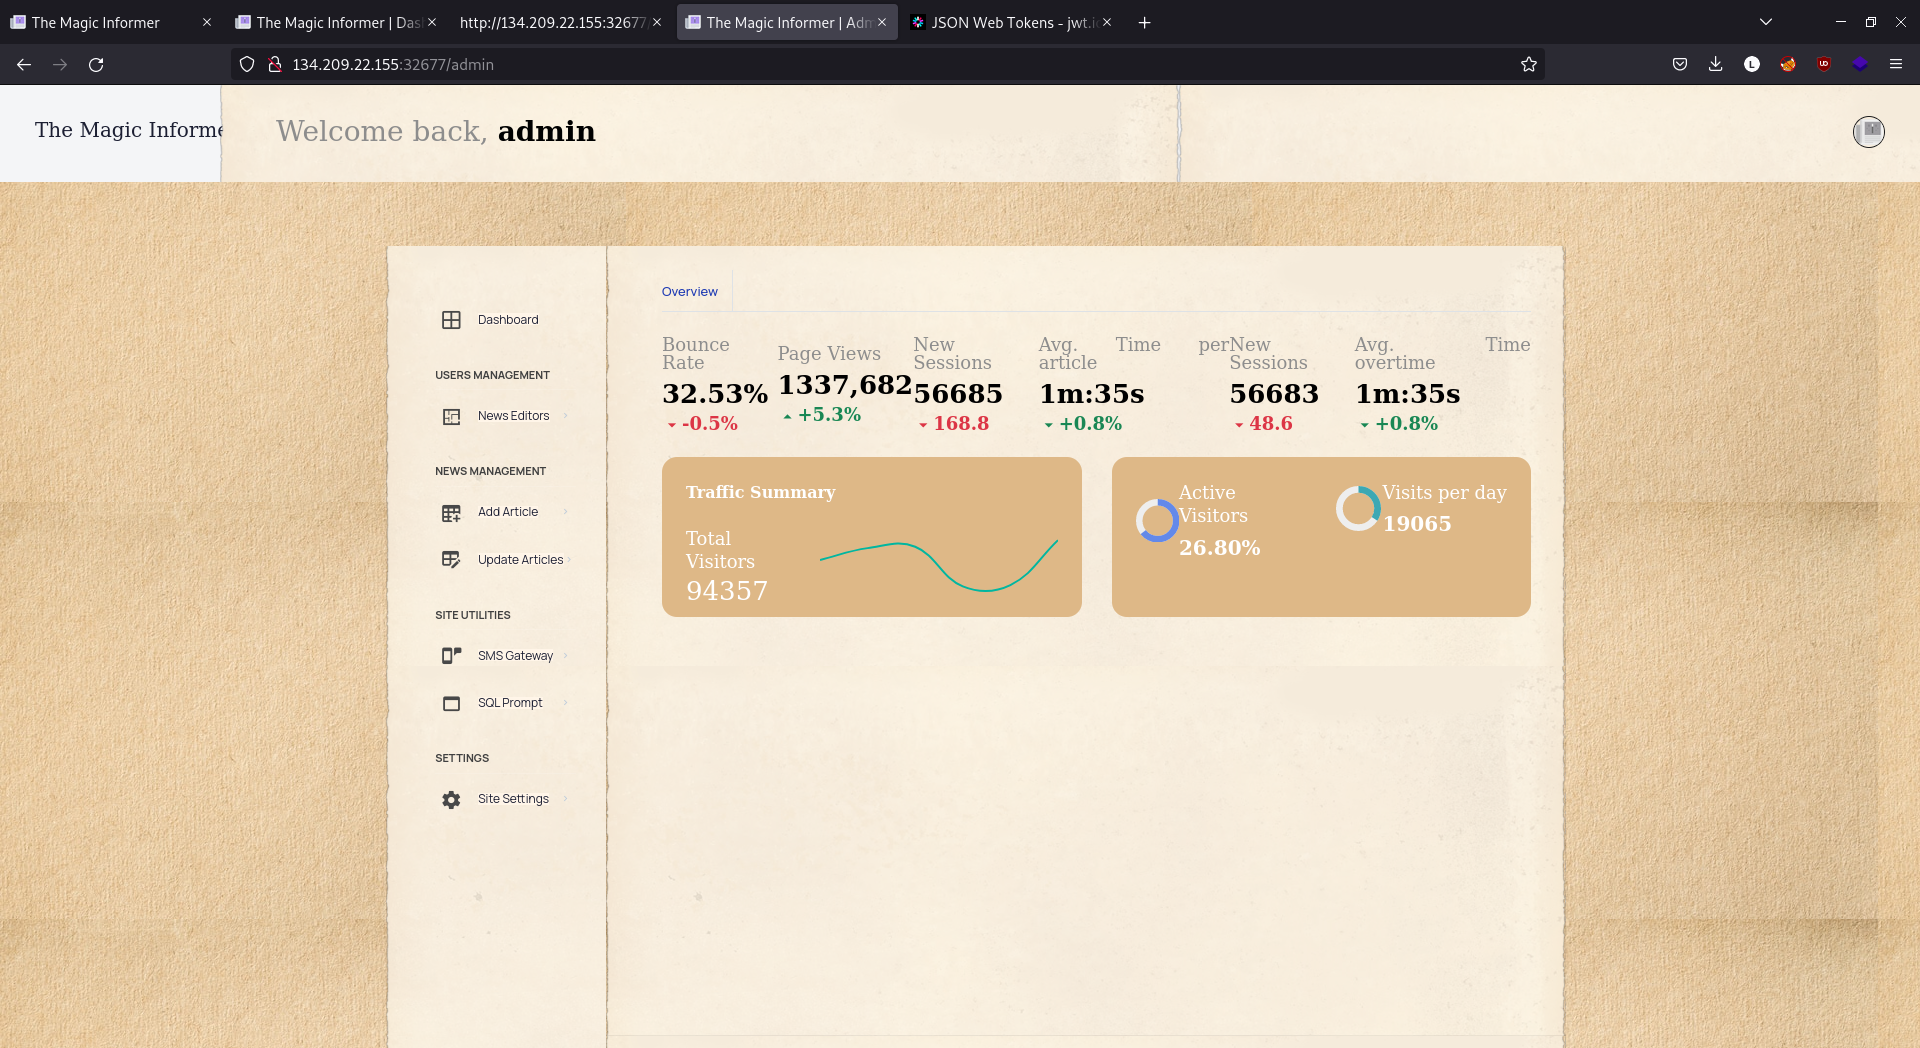 The Magic Informer
The Magic Informer | Das
http://134.209.22.155:32677/
The Magic Informer | Adm
JSON Web Tokens - jwt.io
134.209.22.155:32677/admin
The Magic Informe
Welcome back, admin
Dashboard
USERS MANAGEMENT
News Editors
NEWS MANAGEMENT
Add Article
Update Articles
SITE UTILITIES
SMS Gateway
SQL Prompt
SETTINGS
Site Settings
Overview
Bounce
Rate
32.53%
-0.5%
Page Views
1337,682
+5.3%
New
Sessions
56685
168.8
Avg. Time per
article
1m:35s
+0.8%
New
Sessions
56683
48.6
Avg. Time
overtime
1m:35s
+0.8%
Traffic Summary
Total
Visitors
94357
Active
Visitors
26.80%
Visits per day
19065